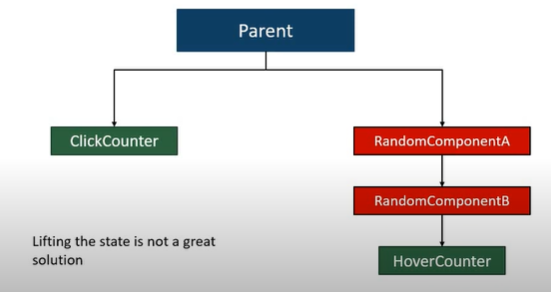 Parent
ClickCounter
RandomComponentA
RandomComponentB
Lifting the state is not a great
solution
HoverCounter